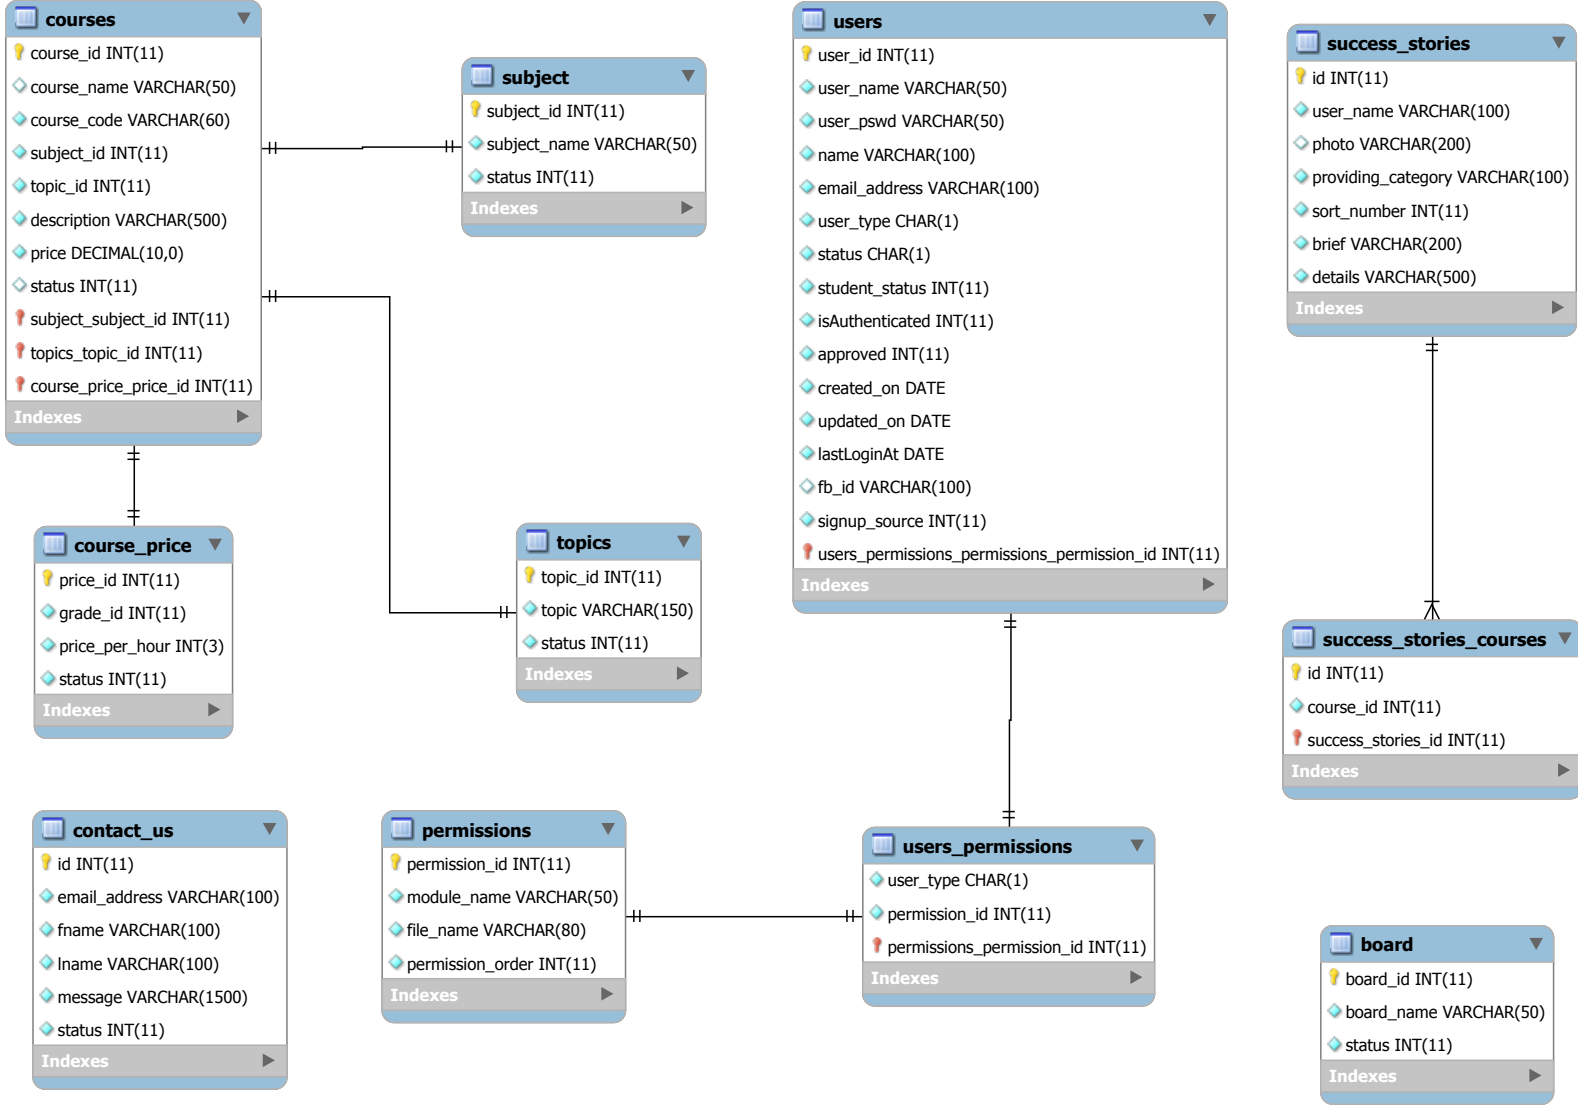 courses
course_id INT(11)
course_name VARCHAR(50)
course_code VARCHAR(60)
subject_id INT(11)
topic_id INT(11)
description VARCHAR(500)
price DECIMAL(10,0)
status INT(11)
subject_subject_id INT(11)
topics_topic_id INT(11)
course_price_price_id INT(11)
Indexes
subject
subject_id INT(11)
subject_name VARCHAR(50)
status INT(11)
Indexes
users
user_id INT(11)
user_name VARCHAR(50)
user_pswd VARCHAR(50)
name VARCHAR(100)
email_address VARCHAR(100)
user_type CHAR(1)
status CHAR(1)
student_status INT(11)
isAuthenticated INT(11)
approved INT(11)
created_on DATE
updated_on DATE
lastLoginAt DATE
fb_id VARCHAR(100)
signup_source INT(11)
users_permissions_permissions_permission_id INT(11)
Indexes
success_stories
id INT(11)
user_name VARCHAR(100)
photo VARCHAR(200)
providing_category VARCHAR(100)
sort_number INT(11)
brief VARCHAR(200)
details VARCHAR(500)
Indexes
course_price
price_id INT(11)
grade_id INT(11)
price_per_hour INT(3)
status INT(11)
Indexes
topics
topic_id INT(11)
topic VARCHAR(150)
status INT(11)
Indexes
success_stories_courses
id INT(11)
course_id INT(11)
success_stories_id INT(11)
Indexes
contact_us
id INT(11)
email_address VARCHAR(100)
fname VARCHAR(100)
lname VARCHAR(100)
message VARCHAR(1500)
status INT(11)
Indexes
permissions
permission_id INT(11)
module_name VARCHAR(50)
file_name VARCHAR(80)
permission_order INT(11)
Indexes
users_permissions
user_type CHAR(1)
permission_id INT(11)
permissions_permission_id INT(11)
Indexes
board
board_id INT(11)
board_name VARCHAR(50)
status INT(11)
Indexes